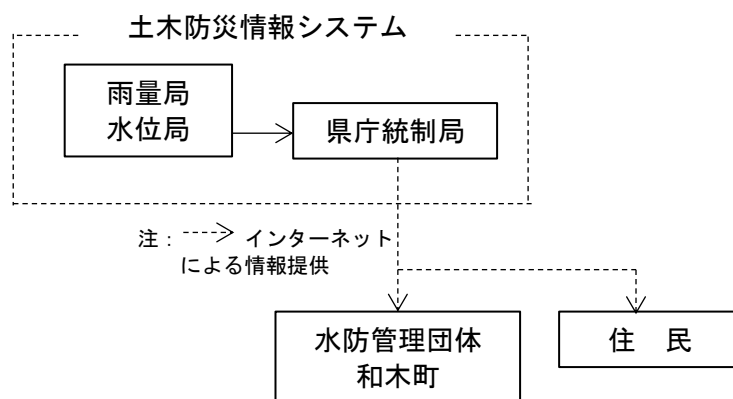 土木防災情報システム
雨量局
水位局
県庁統制局
注： インターネット
による情報提供
水防管理団体
和木町
住　民